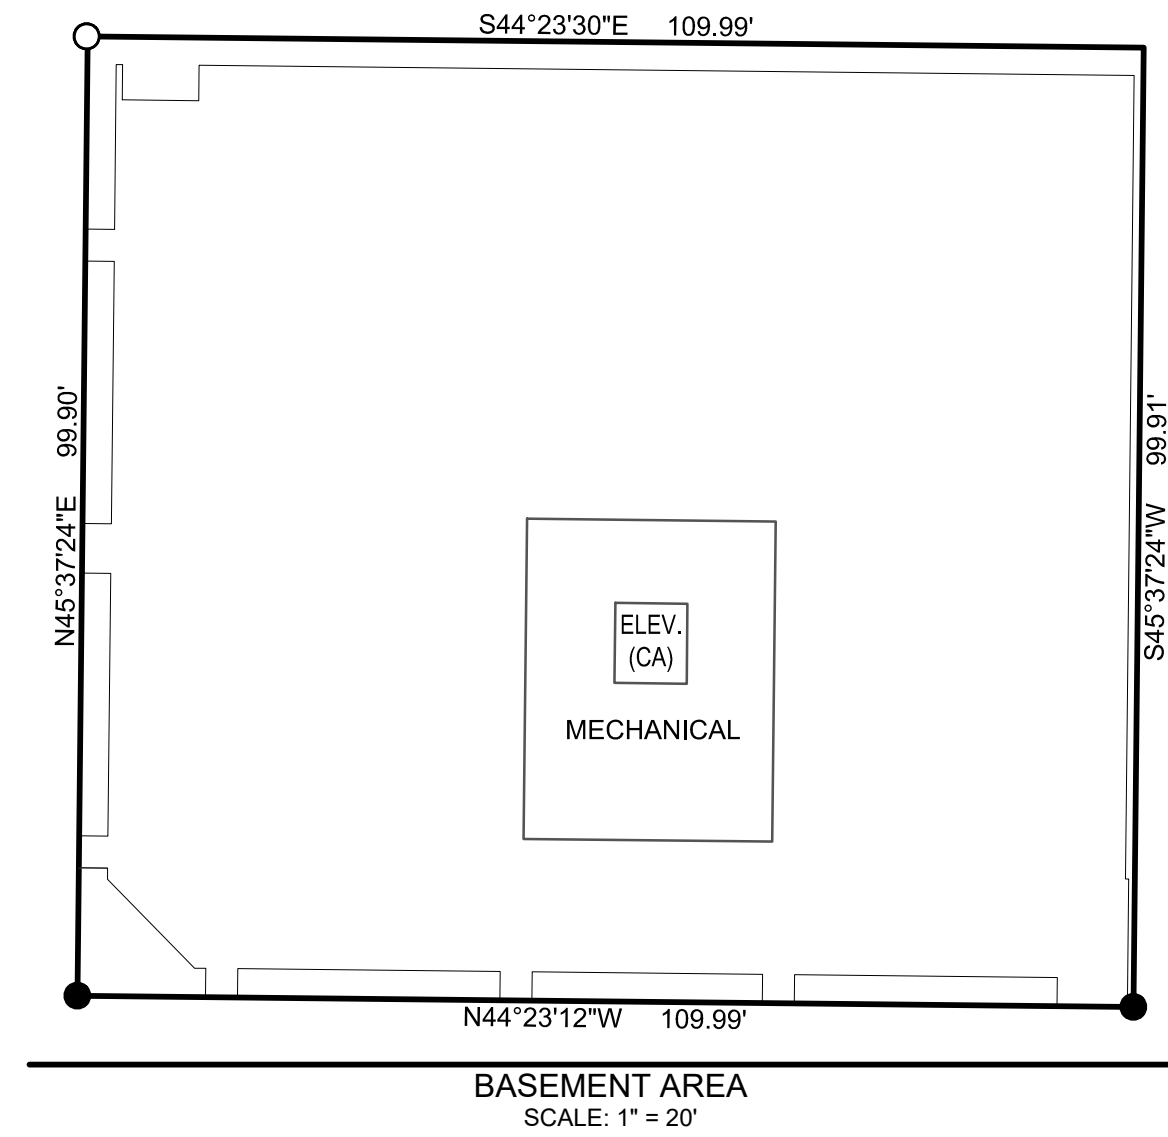 S44°23'30"E 109.99'
N45°37'24"E 99.90'
S45°37'24"W 99.91'
ELEV.
(CA)
MECHANICAL
N44°23'12"W 109.99'
BASEMENT AREA
SCALE: 1" = 20'